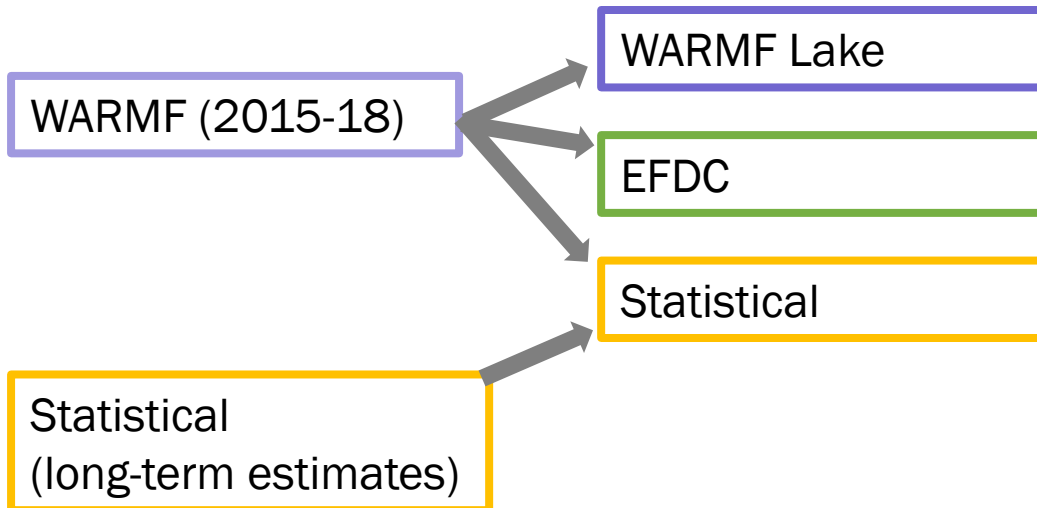 WARMF Lake
WARMF (2015-18)
EFDC
Statistical
Statistical
(long-term estimates)